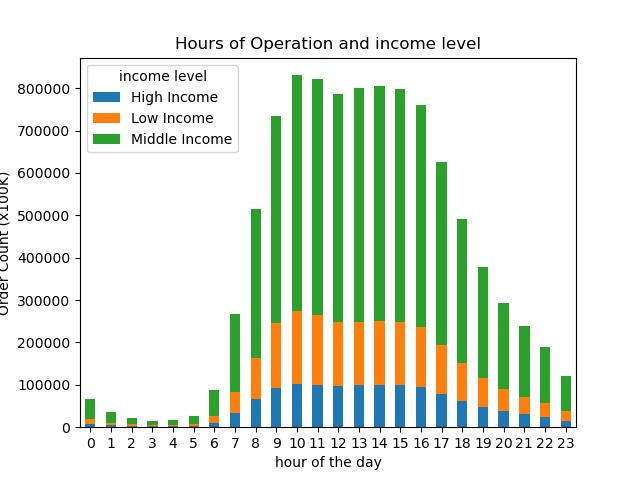 Hours of Operation and income level
income level
High Income
Low Income
Middle Income
800000
700000
600000
500000
400000
300000
200000
100000
0
Order Count (x100K)
0 1 2 3 4 5 6 7 8 9 10 11 12 13 14 15 16 17 18 19 20 21 22 23
hour of the day